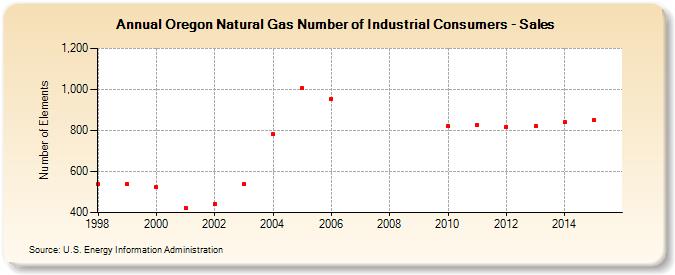 Annual Oregon Natural Gas Number of Industrial Consumers - Sales
Number of Elements
1,200
1,000
800
600
400
1998 2000 2002 2004 2006 2008 2010 2012 2014
Source: U.S. Energy Information Administration